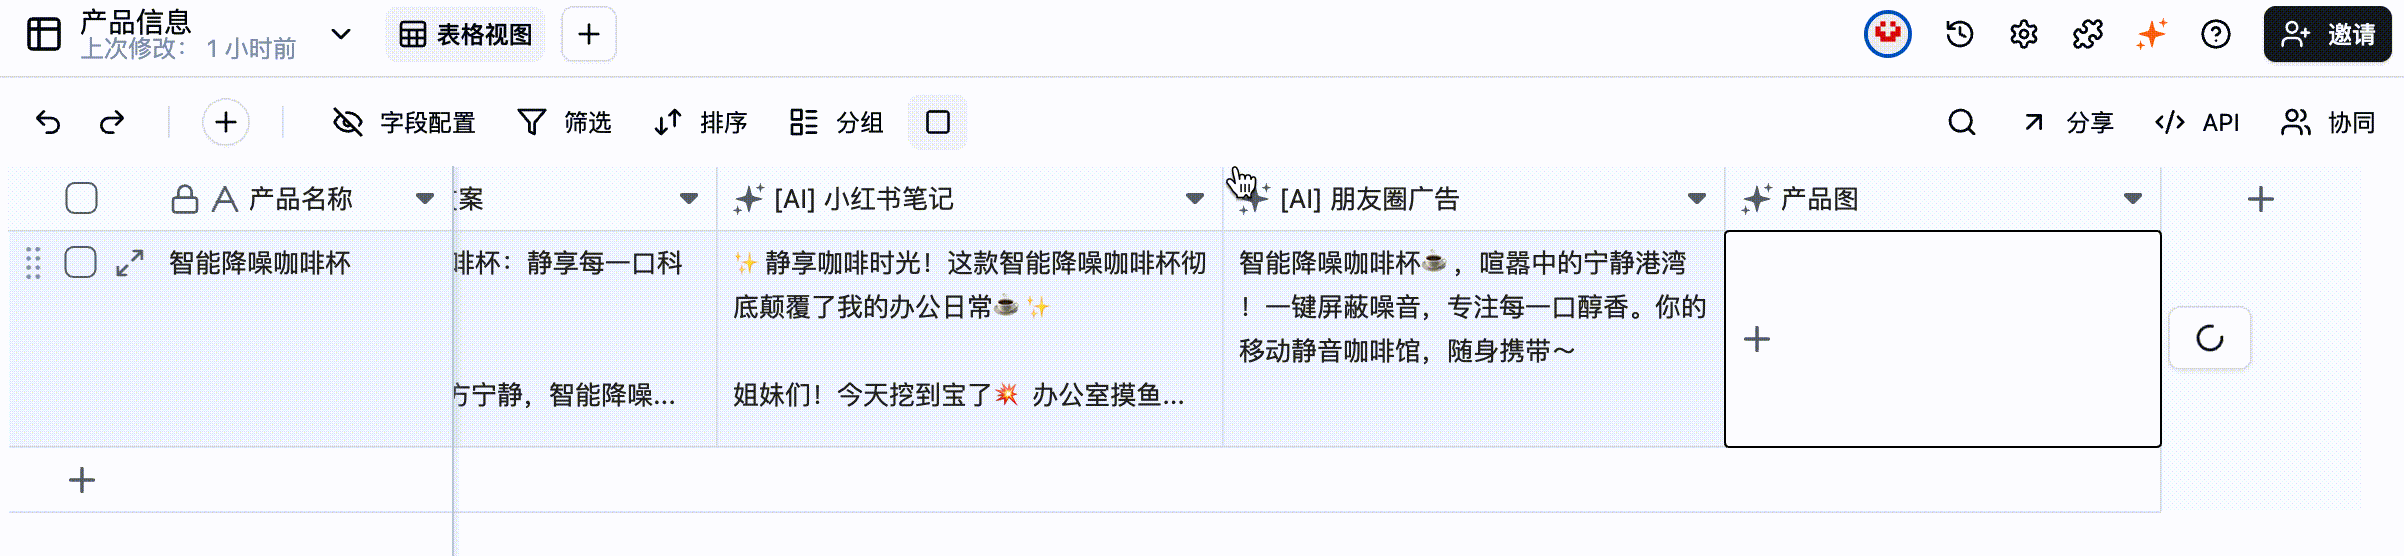 产品信息
上次修改： 1 小时前
表格视图
邀请
字段配置
筛选
排序
分组
分享
API
协同
产品名称
案
[AI] 小红书笔记
[AI] 朋友圈广告
产品图
智能降噪咖啡杯
啡杯：静享每一口科
宁静，智能降噪...
✨ 静享咖啡时光！这款智能降噪咖啡杯彻
底颠覆了我的办公日常☕✨
姐妹们！今天挖到宝了💥 办公室摸鱼...
智能降噪咖啡杯☕，喧嚣中的宁静港湾
！一键屏蔽噪音，专注每一口醇香。你的
移动静音咖啡馆，随身携带～